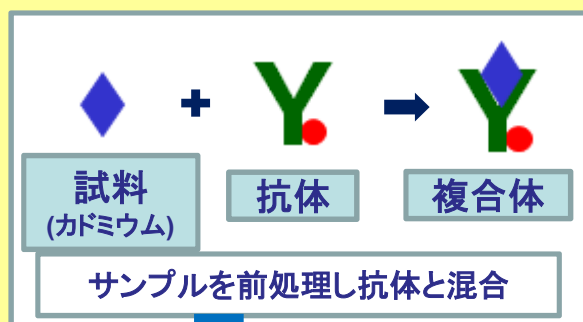 +
試料
(カドミウム)
抗体
複合体
サンプルを前処理し抗体と混合